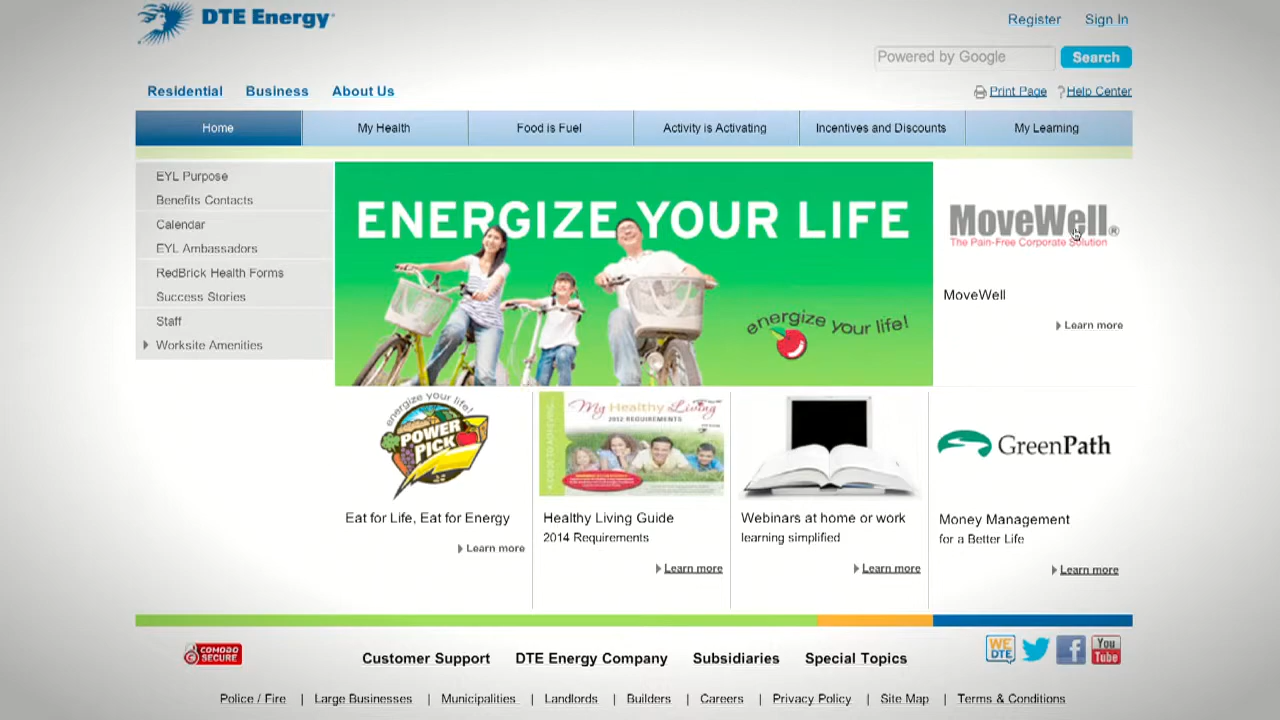 DTE Energy
Register
Sign In
Powered by Google
Search
Residential
Business
About Us
Print Page
?Help Center
Home
My Health
Food is Fuel
Activity is Activating
Incentives and Discounts
My Learning
EYL Purpose
Benefits Contacts
Calendar
EYL Ambassadors
RedBrick Health Forms
Success Stories
Staff
Worksite Amenities
ENERGIZE YOUR LIFE
energize your life!
MoveWell®
The Pain-Free Corporate Solution
MoveWell
Learn more
energize your life!
POWER
PICK
Eat for Life, Eat for Energy
Learn more
My Healthy Living
2012 REQUIREMENTS
Healthy Living Guide
2014 Requirements
Learn more
Webinars at home or work
learning simplified
Learn more
GreenPath
Money Management
for a Better Life
Learn more
COMODO
SECURE
Customer Support
DTE Energy Company
Subsidiaries
Special Topics
WE
DTE
You
Tube
Police / Fire | Large Businesses | Municipalities | Landlords | Builders | Careers | Privacy Policy | Site Map | Terms & Conditions